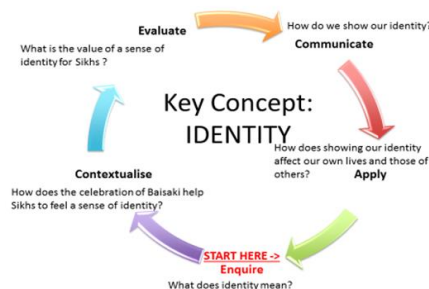 Evaluate
What is the value of a sense of
identity for Sikhs ?
How do we show our identity?
Communicate
Key Concept:
IDENTITY
How does showing our identity
affect our own lives and those of
others?
Apply
Contextualise
How does the celebration of Baisaki help
Sikhs to feel a sense of identity?
START HERE ->
Enquire
What does identity mean?